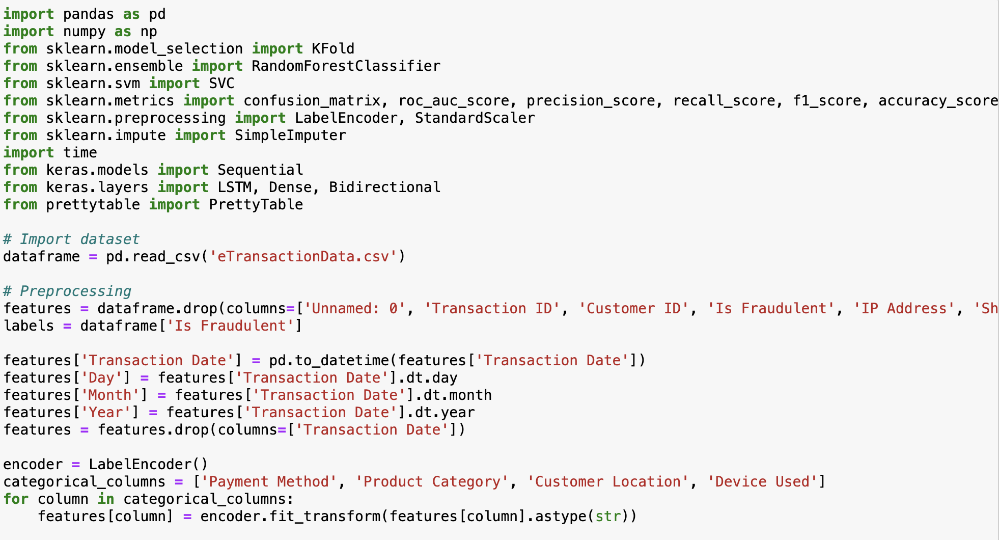 import pandas as pd
import numpy as np
from sklearn.model_selection import KFold
from sklearn.ensemble import RandomForestClassifier
from sklearn.svm import SVC
from sklearn.metrics import confusion_matrix, roc_auc_score, precision_score, recall_score, f1_score, accuracy_score
from sklearn.preprocessing import LabelEncoder, StandardScaler
from sklearn.impute import SimpleImputer
import time
from keras.models import Sequential
from keras.layers import LSTM, Dense, Bidirectional
from prettytable import PrettyTable

# Import dataset
dataframe = pd.read_csv('eTransactionData.csv')

# Preprocessing
features = dataframe.drop(columns=['Unnamed: 0', 'Transaction ID', 'Customer ID', 'Is Fraudulent', 'IP Address', 'Sh
labels = dataframe['Is Fraudulent']

features['Transaction Date'] = pd.to_datetime(features['Transaction Date'])
features['Day'] = features['Transaction Date'].dt.day
features['Month'] = features['Transaction Date'].dt.month
features['Year'] = features['Transaction Date'].dt.year
features = features.drop(columns=['Transaction Date'])

encoder = LabelEncoder()
categorical_columns = ['Payment Method', 'Product Category', 'Customer Location', 'Device Used']
for column in categorical_columns:
    features[column] = encoder.fit_transform(features[column].astype(str))